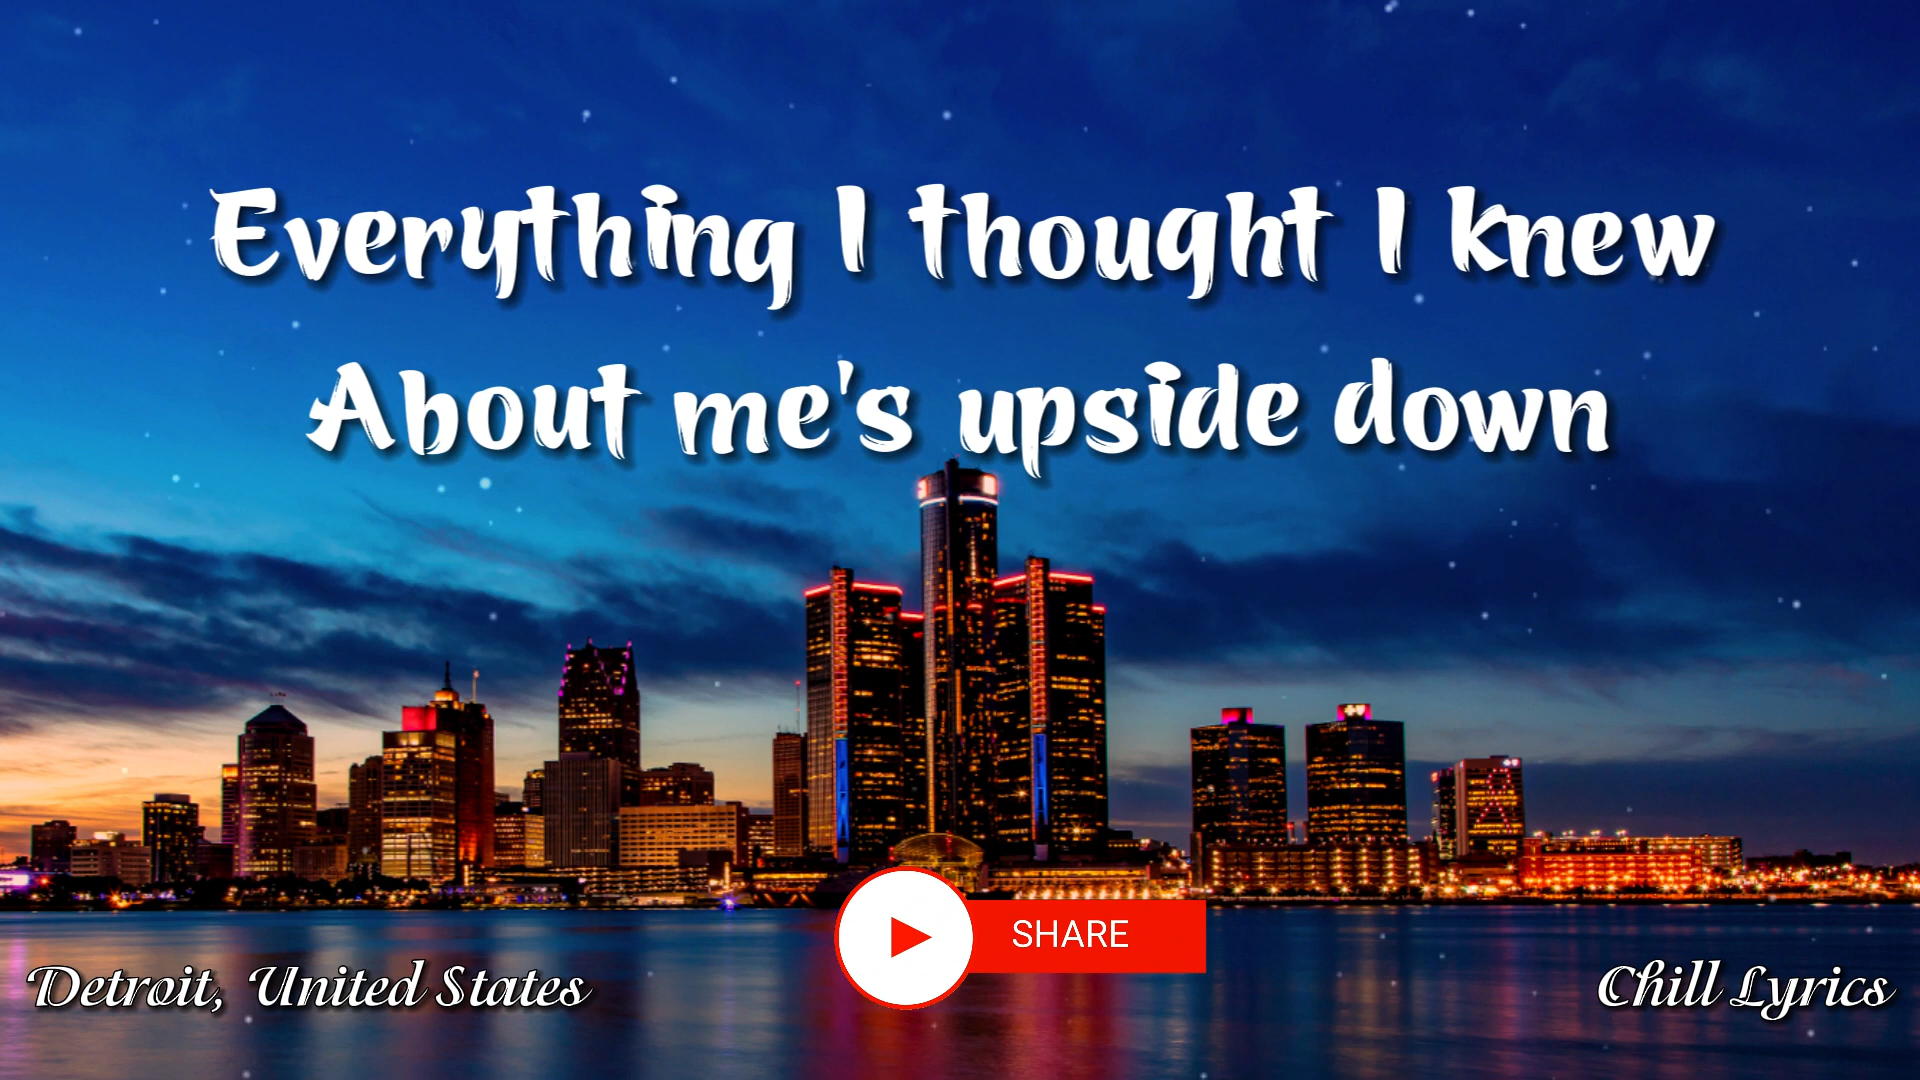 Everything I thought I knew
About me's upside down
SHARE
Detroit, United States
Chill Lyrics